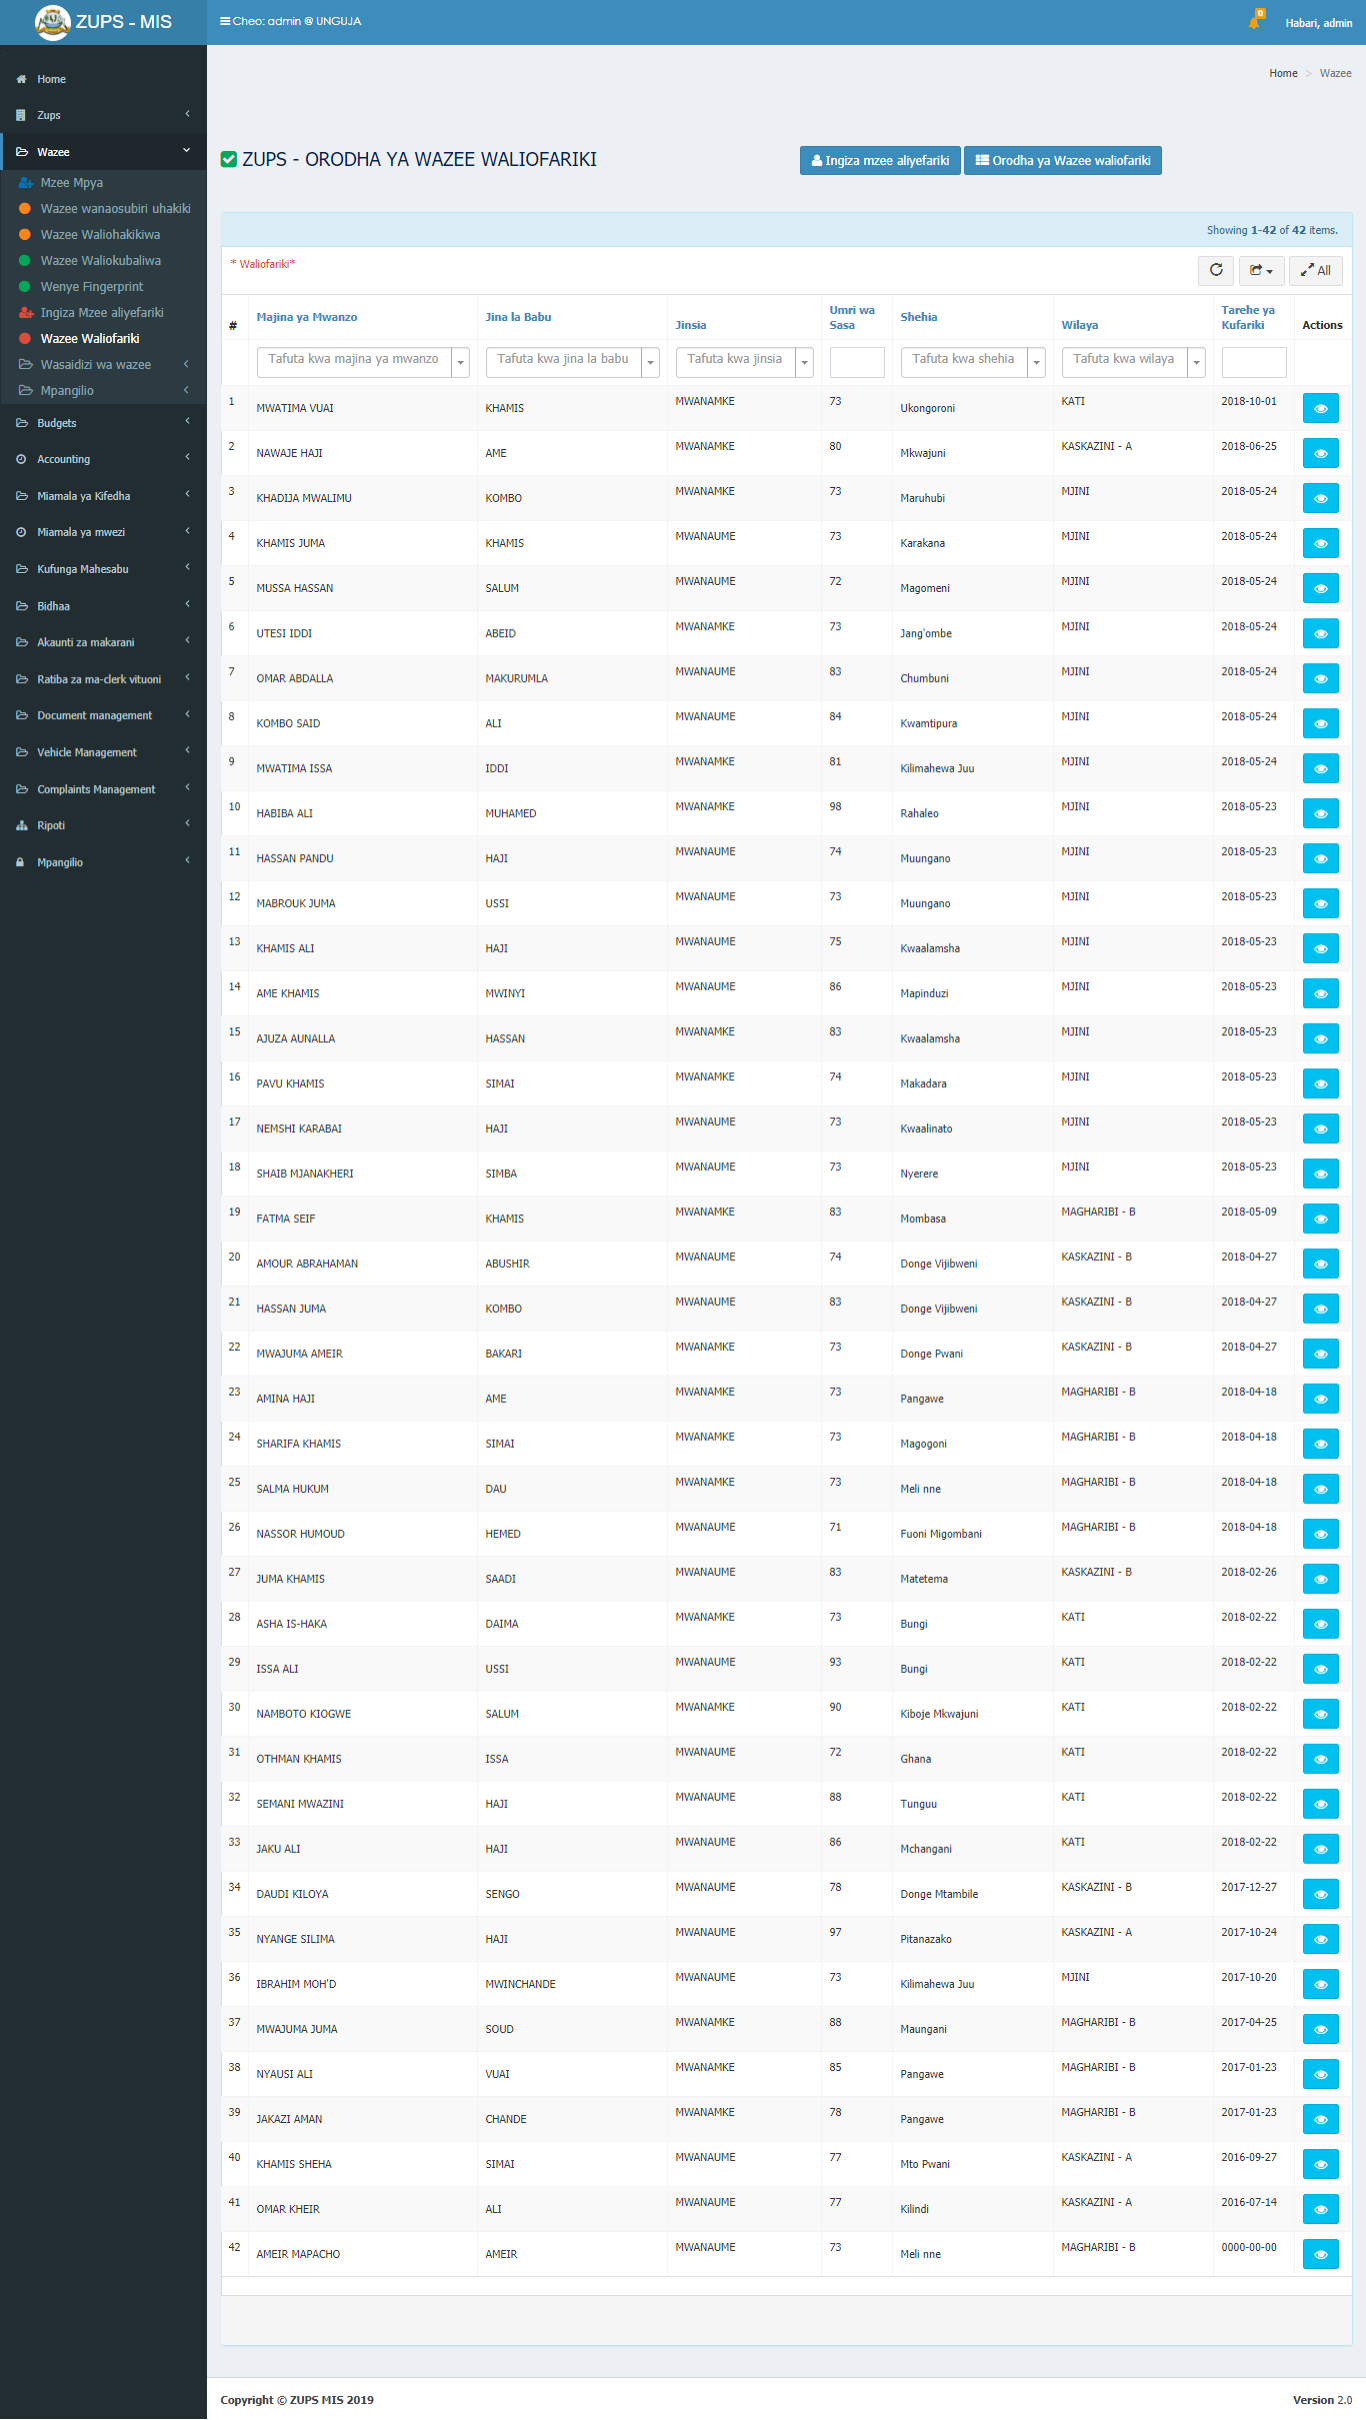 ZUPS - MIS
Cheo: admin @ UNGUJA
0
Habari, admin
Home
Zups
Wazee
Mzee Mpya
Wazee wanaosubiri uhakiki
Wazee Waliohakikiwa
Wazee Waliokubaliwa
Wenye Fingerprint
Ingiza Mzee aliyefariki
Wazee Waliofariki
Wasaidizi wa wazee
Mpangilio
Budgets
Accounting
Miamala ya Kifedha
Miamala ya mwezi
Kufunga Mahesabu
Bidhaa
Akaunti za makarani
Ratiba za ma-clerk vituoni
Document management
Vehicle Management
Complaints Management
Ripoti
Mpangilio
Home > Wazee
ZUPS - ORODHA YA WAZEE WALIOFARIKI
Ingiza mzee aliyefariki
Orodha ya Wazee waliofariki
Showing 1-42 of 42 items.
* Waliofariki*
All
# Majina ya Mwanzo Jina la Babu Jinsia Umri wa Sasa Shehia Wilaya Tarehe ya Kufariki Actions
Tafuta kwa majina ya mwanzo Tafuta kwa jina la babu Tafuta kwa jinsia Tafuta kwa shehia Tafuta kwa wilaya
1 MWATIMA VUAI KHAMIS MWANAMKE 73 Ukongoroni KATI 2018-10-01
2 NAWAJE HAJI AME MWANAMKE 80 Mkwajuni KASKAZINI - A 2018-06-25
3 KHADIJA MWALIMU KOMBO MWANAMKE 73 Maruhubi MJINI 2018-05-24
4 KHAMIS JUMA KHAMIS MWANAUME 73 Karakana MJINI 2018-05-24
5 MUSSA HASSAN SALUM MWANAUME 72 Magomeni MJINI 2018-05-24
6 UTESI IDDI ABEID MWANAMKE 73 Jang'ombe MJINI 2018-05-24
7 OMAR ABDALLA MAKURUMLA MWANAUME 83 Chumbuni MJINI 2018-05-24
8 KOMBO SAID ALI MWANAUME 84 Kwamtipura MJINI 2018-05-24
9 MWATIMA ISSA IDDI MWANAMKE 81 Kilimahewa Juu MJINI 2018-05-24
10 HABIBA ALI MUHAMED MWANAMKE 98 Rahaleo MJINI 2018-05-23
11 HASSAN PANDU HAJI MWANAUME 74 Muungano MJINI 2018-05-23
12 MABROUK JUMA USSI MWANAUME 73 Muungano MJINI 2018-05-23
13 KHAMIS ALI HAJI MWANAUME 75 Kwaalamsha MJINI 2018-05-23
14 AME KHAMIS MWINYI MWANAUME 86 Mapinduzi MJINI 2018-05-23
15 AJUZA AUNALLA HASSAN MWANAMKE 83 Kwaalamsha MJINI 2018-05-23
16 PAVU KHAMIS SIMAI MWANAMKE 74 Makadara MJINI 2018-05-23
17 NEMSHI KARABAI HAJI MWANAUME 73 Kwaalinato MJINI 2018-05-23
18 SHAIB MJANAKHERI SIMBA MWANAUME 73 Nyerere MJINI 2018-05-23
19 FATMA SEIF KHAMIS MWANAMKE 83 Mombasa MAGHARIBI - B 2018-05-09
20 AMOUR ABRAHAMAN ABUSHIR MWANAUME 74 Donge Vijibweni KASKAZINI - B 2018-04-27
21 HASSAN JUMA KOMBO MWANAUME 83 Donge Vijibweni KASKAZINI - B 2018-04-27
22 MWAJUMA AMEIR BAKARI MWANAMKE 73 Donge Pwani KASKAZINI - B 2018-04-27
23 AMINA HAJI AME MWANAMKE 73 Pangawe MAGHARIBI - B 2018-04-18
24 SHARIFA KHAMIS SIMAI MWANAMKE 73 Magogoni MAGHARIBI - B 2018-04-18
25 SALMA HUKUM DAU MWANAMKE 73 Meli nne MAGHARIBI - B 2018-04-18
26 NASSOR HUMOUD HEMED MWANAUME 71 Fuoni Migombani MAGHARIBI - B 2018-04-18
27 JUMA KHAMIS SAADI MWANAUME 83 Matetema KASKAZINI - B 2018-02-26
28 ASHA IS-HAKA DAIMA MWANAMKE 73 Bungi KATI 2018-02-22
29 ISSA ALI USSI MWANAUME 93 Bungi KATI 2018-02-22
30 NAMBOTO KIOGWE SALUM MWANAMKE 90 Kiboje Mkwajuni KATI 2018-02-22
31 OTHMAN KHAMIS ISSA MWANAUME 72 Ghana KATI 2018-02-22
32 SEMANI MWAZINI HAJI MWANAMKE 88 Tunguu KATI 2018-02-22
33 JAKU ALI HAJI MWANAUME 86 Mchangani KATI 2018-02-22
34 DAUDI KILOYA SENGO MWANAUME 78 Donge Mtambile KASKAZINI - B 2017-12-27
35 NYANGE SILIMA HAJI MWANAUME 97 Pitanazako KASKAZINI - A 2017-10-24
36 IBRAHIM MOH'D MWINCHANDE MWANAUME 73 Kilimahewa Juu MJINI 2017-10-20
37 MWAJUMA JUMA SOUD MWANAMKE 88 Maungani MAGHARIBI - B 2017-04-25
38 NYAUSI ALI VUAI MWANAMKE 85 Pangawe MAGHARIBI - B 2017-01-23
39 JAKAZI AMAN CHANDE MWANAMKE 78 Pangawe MAGHARIBI - B 2017-01-23
40 KHAMIS SHEHA SIMAI MWANAUME 77 Mto Pwani KASKAZINI - A 2016-09-27
41 OMAR KHEIR ALI MWANAUME 77 Kilindi KASKAZINI - A 2016-07-14
42 AMEIR MAPACHO AMEIR MWANAUME 73 Meli nne MAGHARIBI - B 0000-00-00
Copyright © ZUPS MIS 2019
Version 2.0